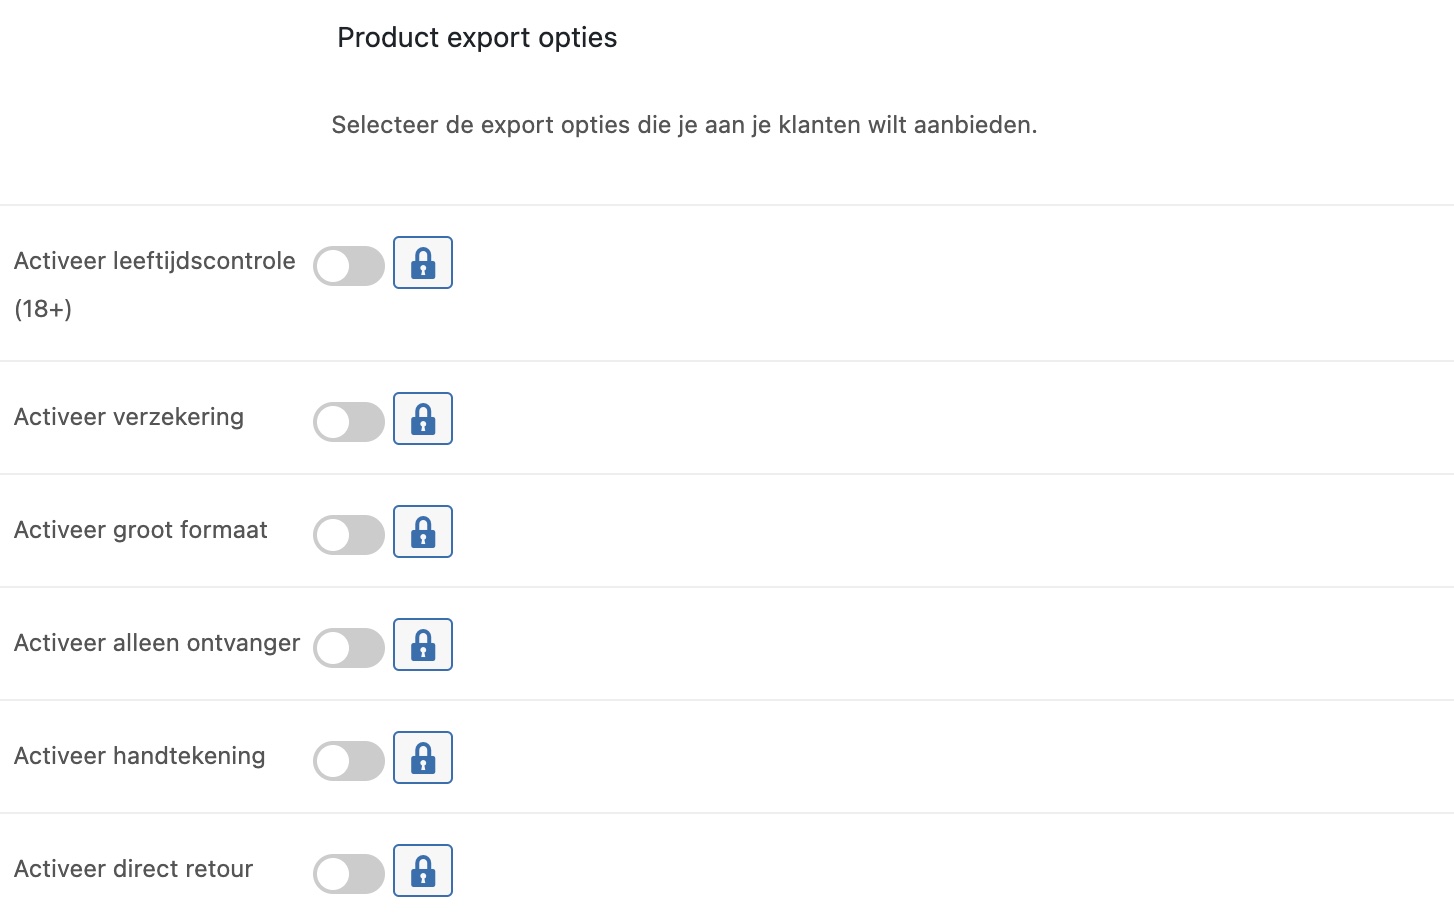 Product export opties
Selecteer de export opties die je aan je klanten wilt aanbieden.
Activeer leeftijdscontrole
(18+)
Activeer verzekering
Activeer groot formaat
Activeer alleen ontvanger
Activeer handtekening
Activeer direct retour